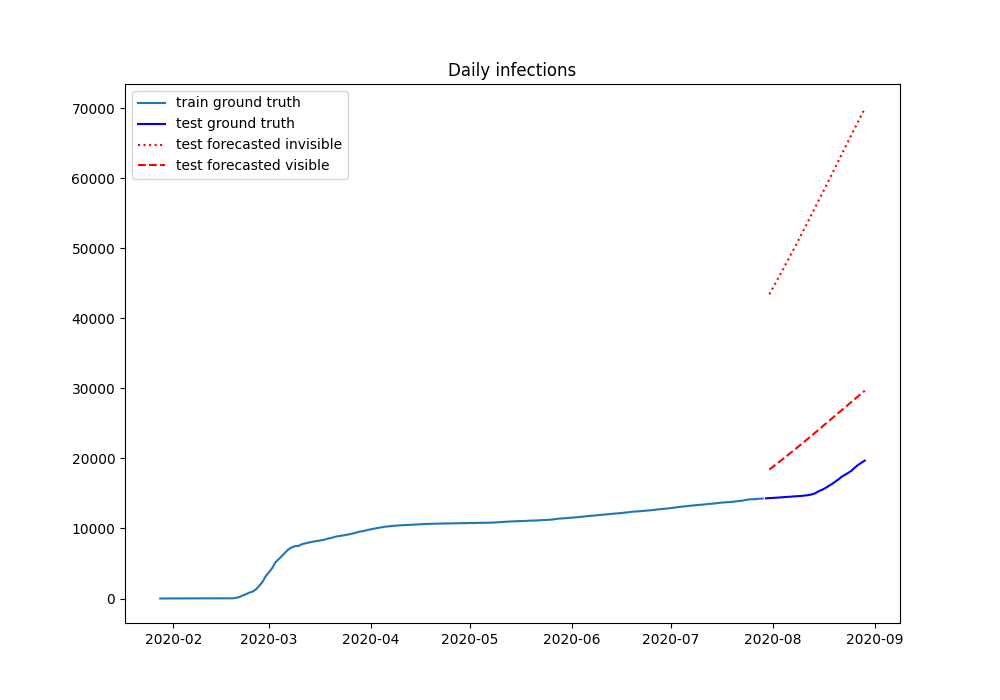 Daily infections
train ground truth
test ground truth
test forecasted invisible
test forecasted visible
70000
60000
50000
40000
30000
20000
10000
0
2020-02 2020-03 2020-04 2020-05 2020-06 2020-07 2020-08 2020-09